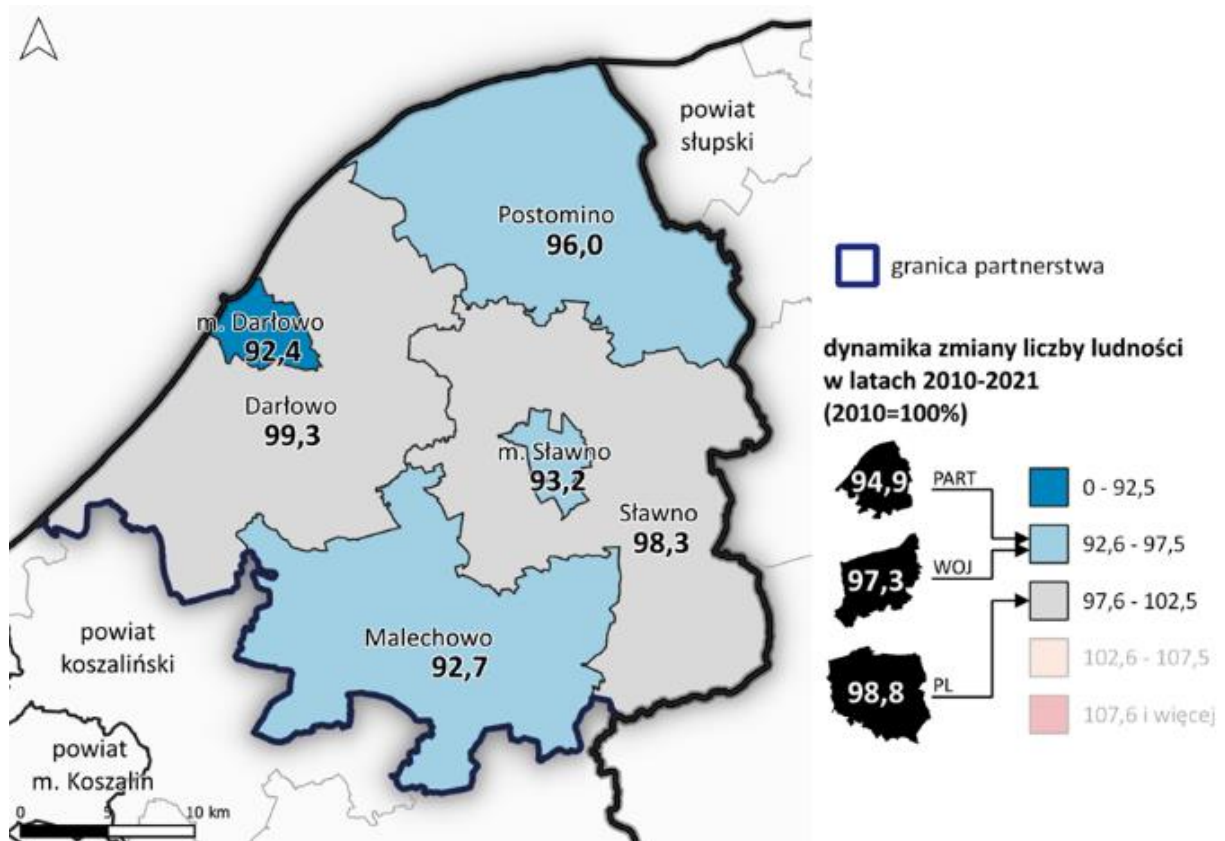 powiat
słupski
Postomino
96,0
m. Darłowo
92,4
Darłowo
99,3
m. Sławno
93,2
Sławno
98,3
Malechowo
92,7
powiat
koszaliński
powiat
m. Koszalin
0 5 10 km
granica partnerstwa
dynamika zmiany liczby ludności
w latach 2010-2021
(2010=100%)
94,9 PART
97,3 WOJ
98,8 PL
0 - 92,5
92,6 - 97,5
97,6 - 102,5
102,6 - 107,5
107,6 i więcej